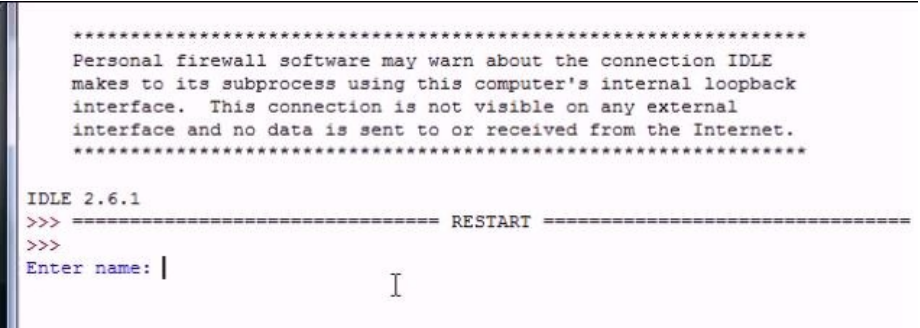 ****************************************************************
Personal firewall software may warn about the connection IDLE
makes to its subprocess using this computer's internal loopback
interface.  This connection is not visible on any external
interface and no data is sent to or received from the Internet.
****************************************************************
IDLE 2.6.1
>>> ================================ RESTART ================================
>>>
Enter name: